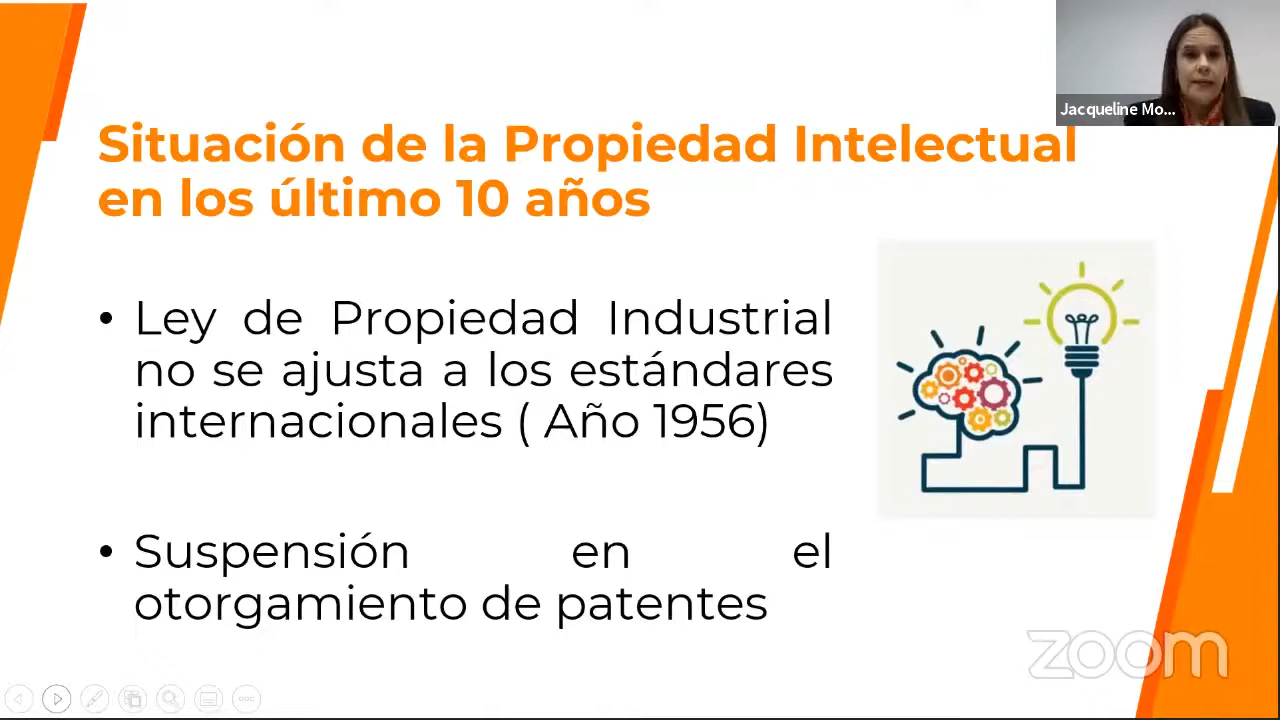 Jacqueline Mo...
Situación de la Propiedad Intelectual
en los último 10 años
• Ley de Propiedad Industrial
no se ajusta a los estándares
internacionales ( Año 1956)
• Suspensión en el
otorgamiento de patentes
zoom